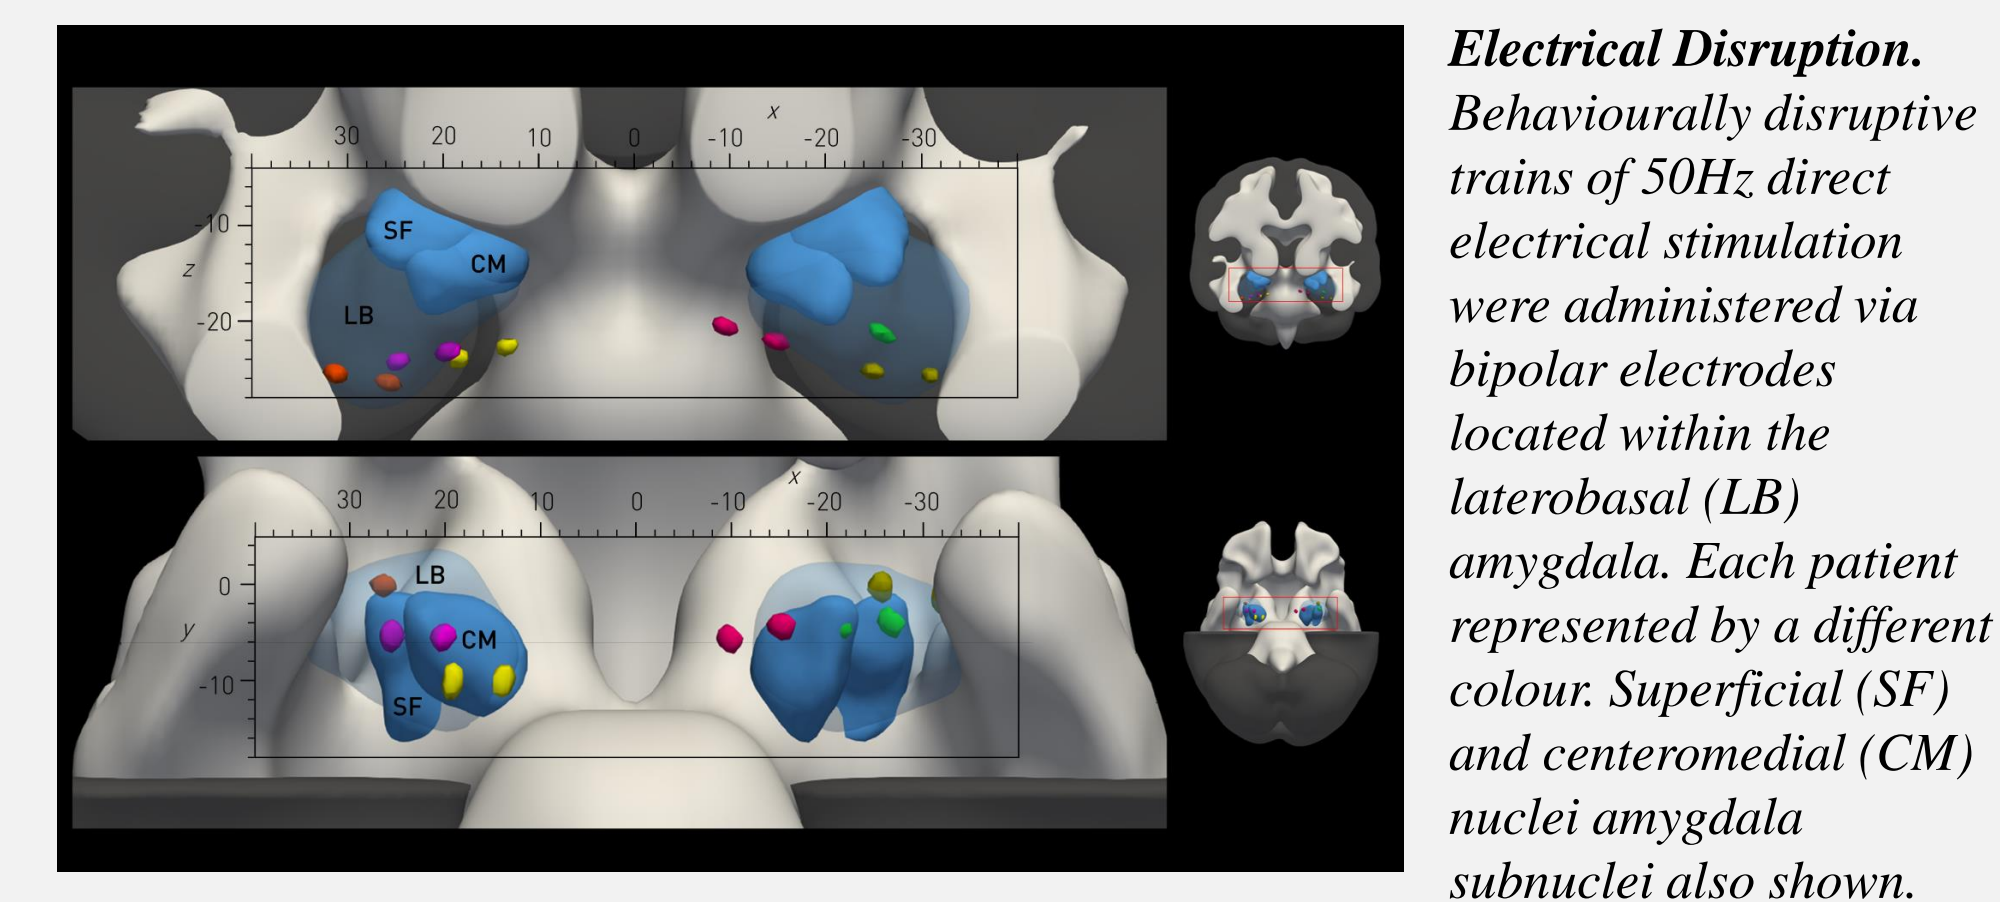 Electrical Disruption.
Behaviourally disruptive
trains of 50Hz direct
electrical stimulation
were administered via
bipolar electrodes
located within the
laterobasal (LB)
amygdala. Each patient
represented by a different
colour. Superficial (SF)
and centeromedial (CM)
nuclei amygdala
subnuclei also shown.
x
30 20 10 0 -10 -20 -30
-10
z
-20
SF
CM
LB
x
30 20 10 0 -10 -20 -30
0
y
-10
LB
CM
SF